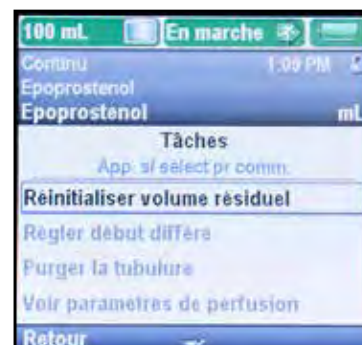 100 mL En marche
Continu 1:09 PM
Epoprostenol
Epoprostenol mL
Tâches
App. s/ select pr comm.
Réinitialiser volume résiduel
Régler début différé
Purger la tubulure
Voir paramètres de perfusion
Retour